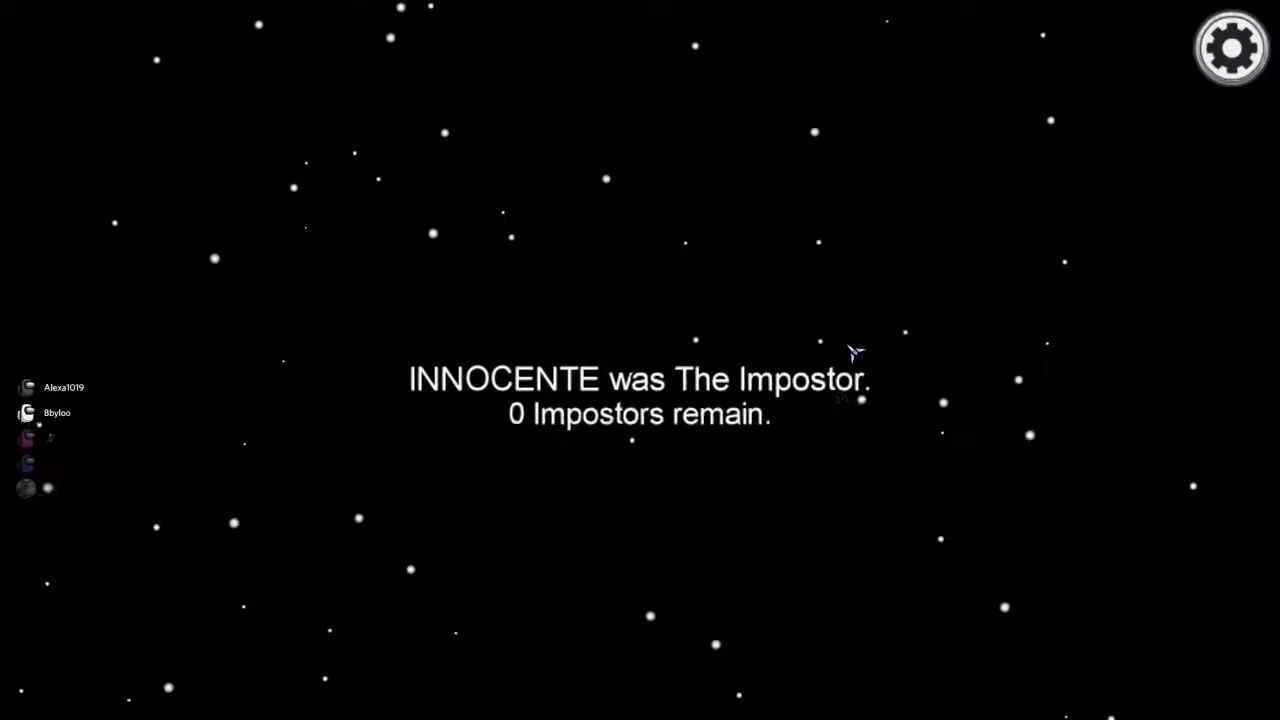 Alexa1019
INNOCENTE was The Impostor.
0 Impostors remain.
Bbyloo